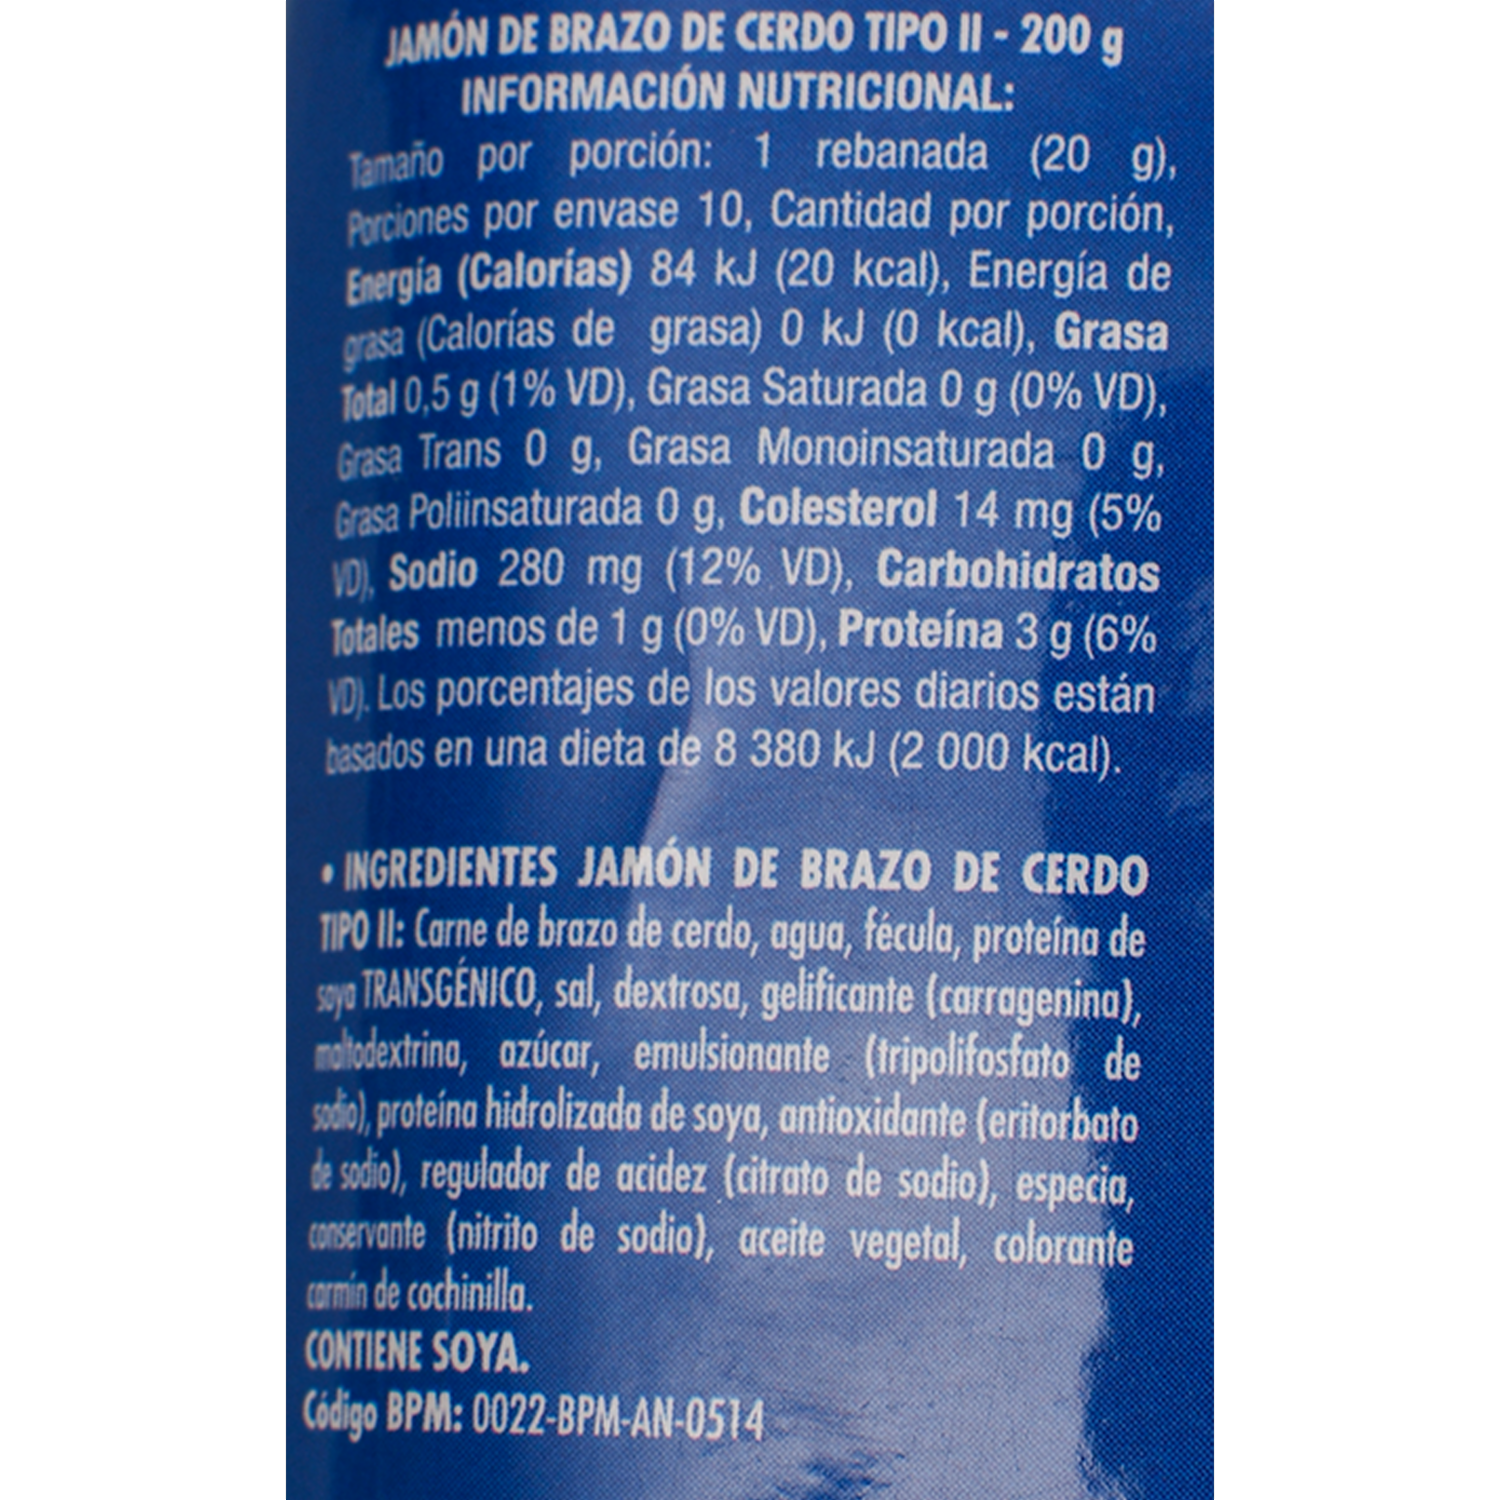 JAMÓN DE BRAZO DE CERDO TIPO II - 200 g
INFORMACIÓN NUTRICIONAL:
Tamaño por porción: 1 rebanada (20 g),
Porciones por envase 10, Cantidad por porción,
Energía (Calorías) 84 kJ (20 kcal), Energía de
grasa (Calorías de grasa) 0 kJ (0 kcal), Grasa
Total 0,5 g (1% VD), Grasa Saturada 0 g (0% VD),
Grasa Trans 0 g, Grasa Monoinsaturada 0 g,
Grasa Poliinsaturada 0 g, Colesterol 14 mg (5%
VD), Sodio 280 mg (12% VD), Carbohidratos
Totales menos de 1 g (0% VD), Proteína 3 g (6%
VD). Los porcentajes de los valores diarios están
basados en una dieta de 8 380 kJ (2 000 kcal).
• INGREDIENTES JAMÓN DE BRAZO DE CERDO
TIPO II: Carne de brazo de cerdo, agua, fécula, proteína de
soya TRANSGÉNICO, sal, dextrosa, gelificante (carragenina),
maltodextrina, azúcar, emulsionante (tripolifosfato de
sodio), proteína hidrolizada de soya, antioxidante (eritorbato
de sodio), regulador de acidez (citrato de sodio), especia,
conservante (nitrito de sodio), aceite vegetal, colorante
carmín de cochinilla.
CONTIENE SOYA.
Código BPM: 0022-BPM-AN-0514